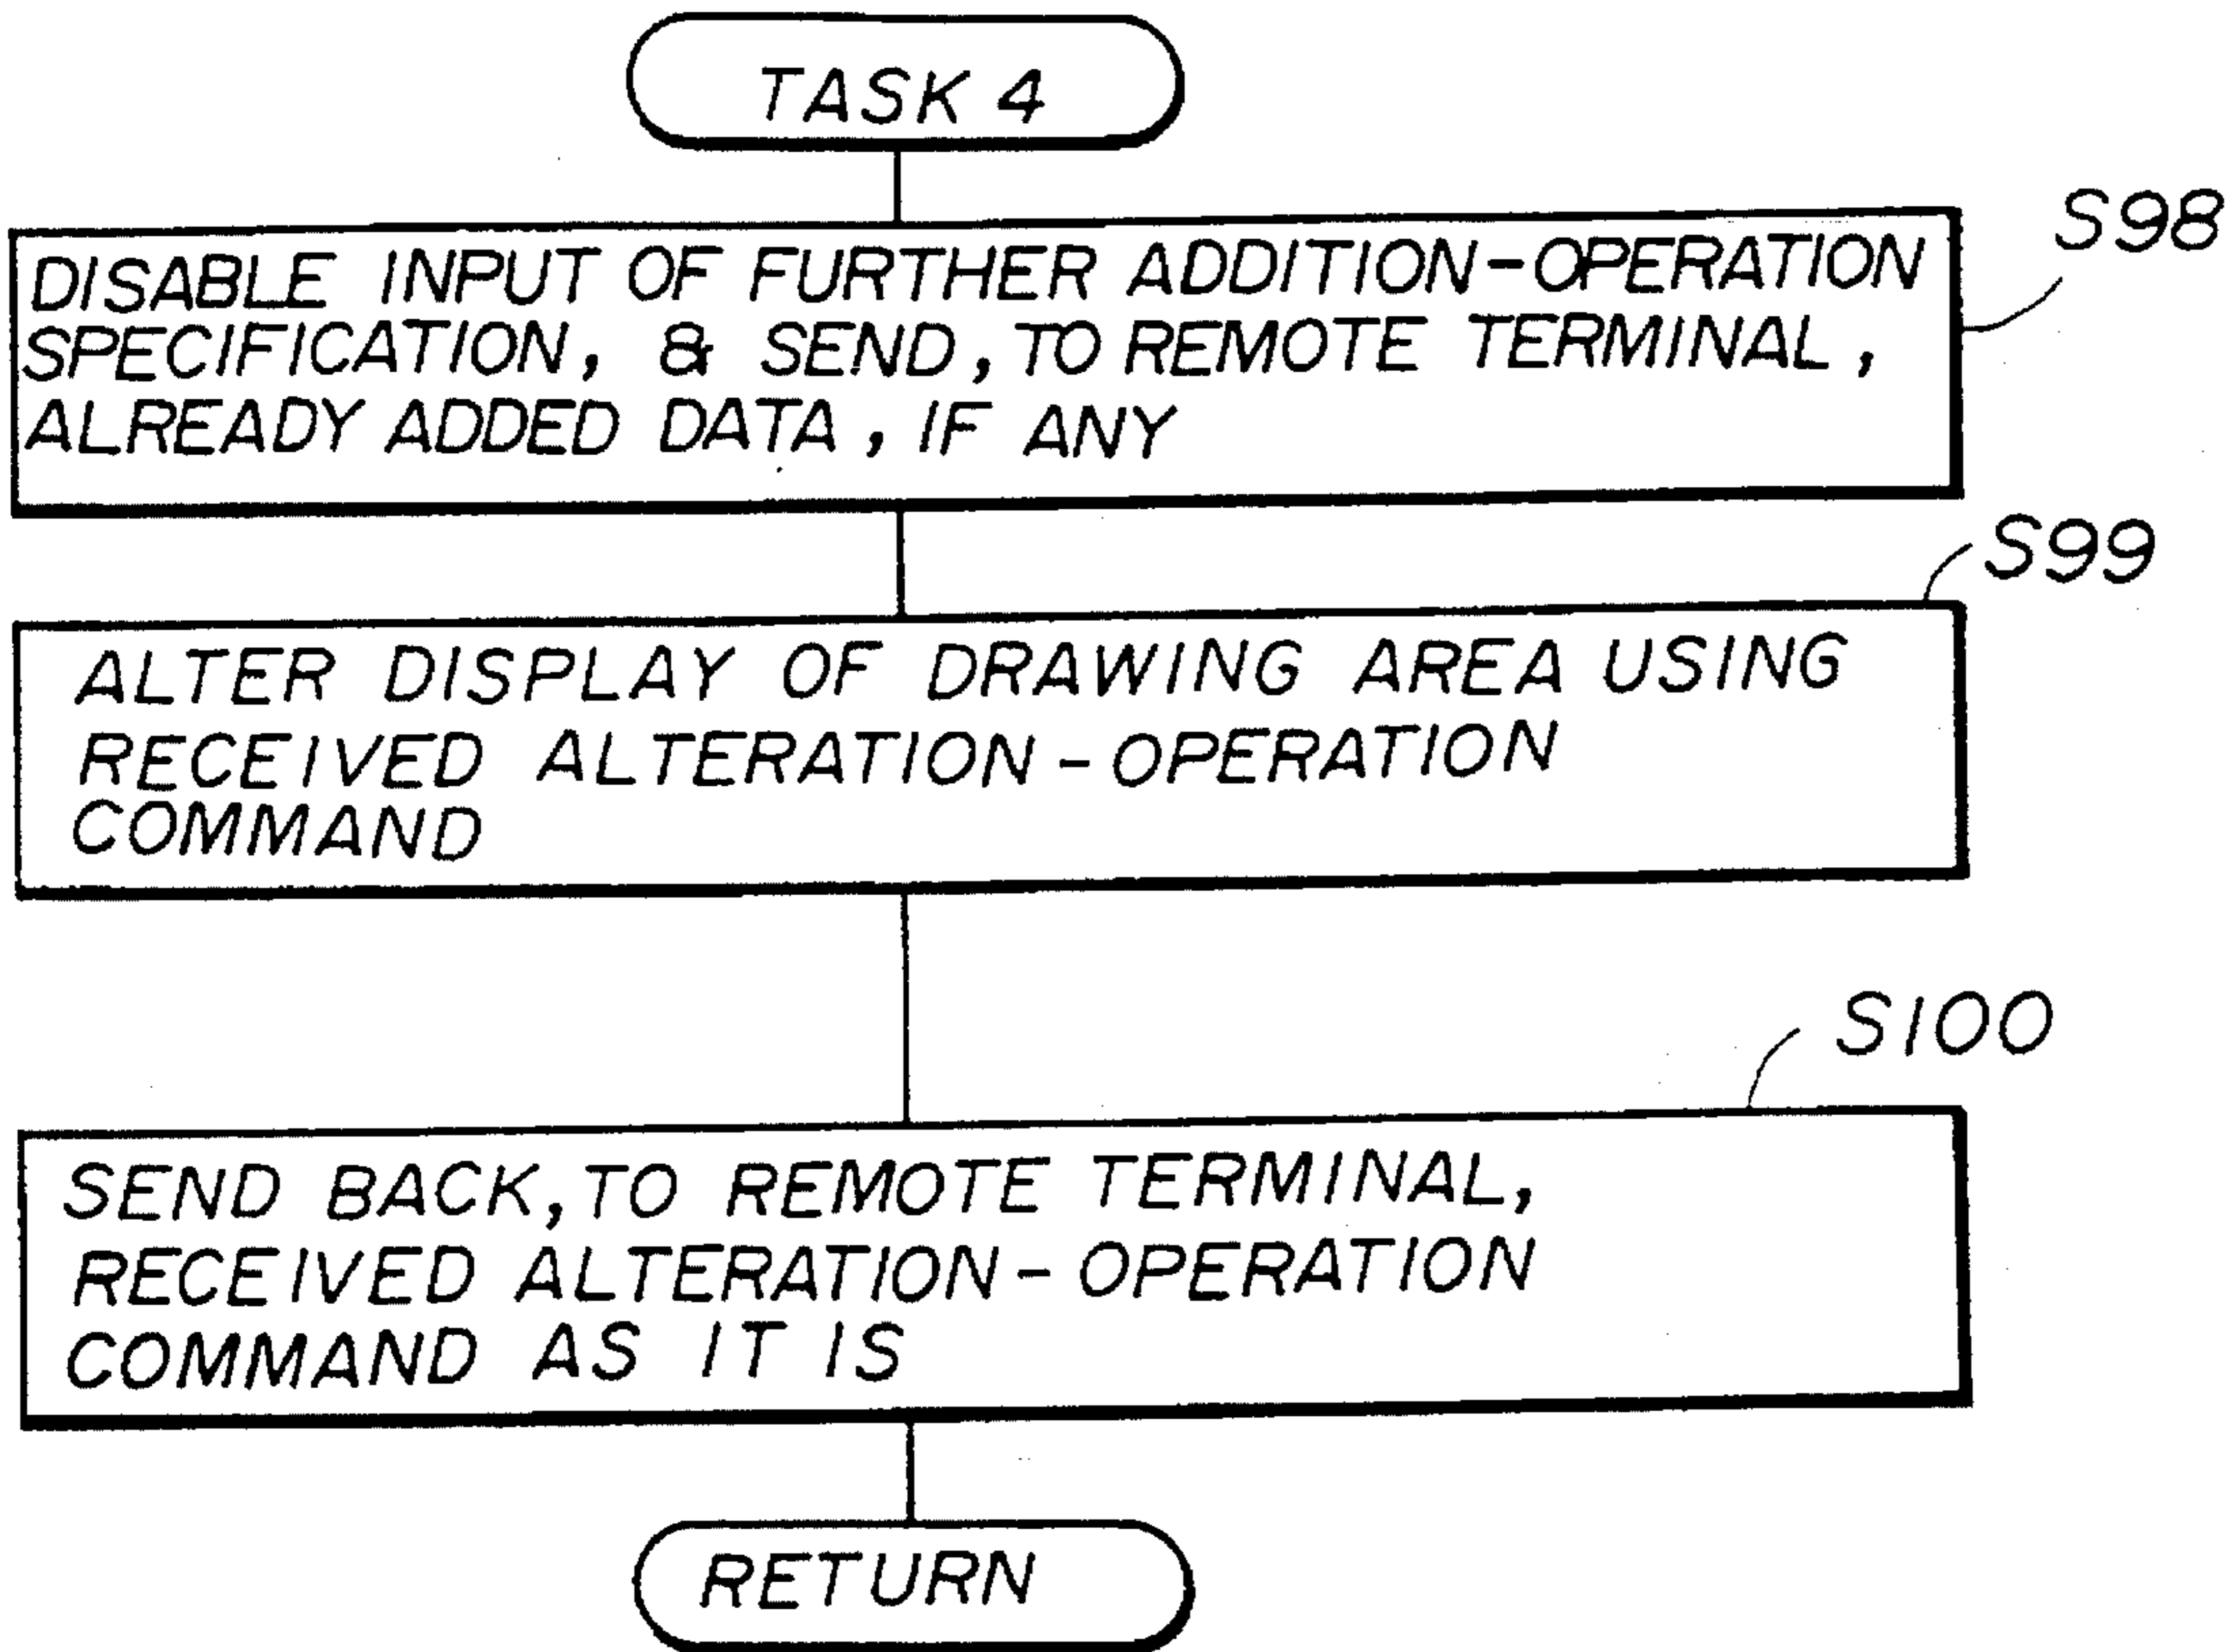 TASK 4
S98
DISABLE INPUT OF FURTHER ADDITION-OPERATION
SPECIFICATION, & SEND, TO REMOTE TERMINAL,
ALREADY ADDED DATA, IF ANY
S99
ALTER DISPLAY OF DRAWING AREA USING
RECEIVED ALTERATION-OPERATION
COMMAND
S100
SEND BACK, TO REMOTE TERMINAL,
RECEIVED ALTERATION-OPERATION
COMMAND AS IT IS
RETURN